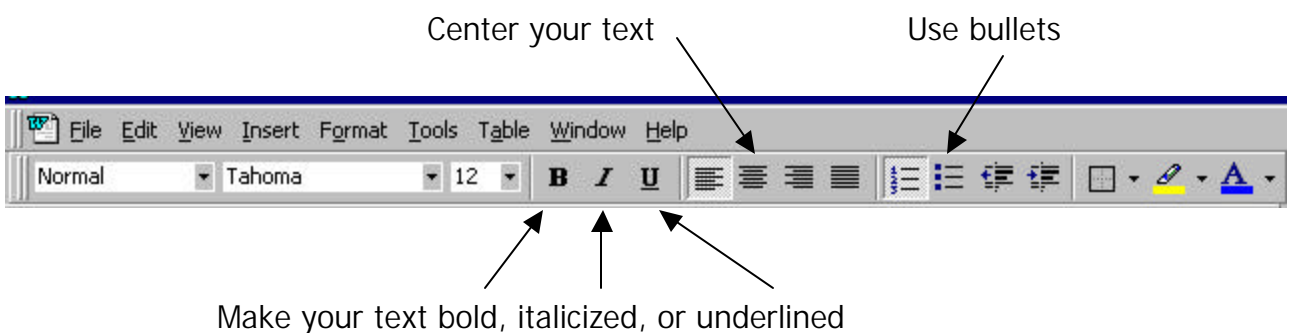 Center your text Use bullets
File Edit View Insert Format Tools Table Window Help
Normal Tahoma 12 B I U A
Make your text bold, italicized, or underlined